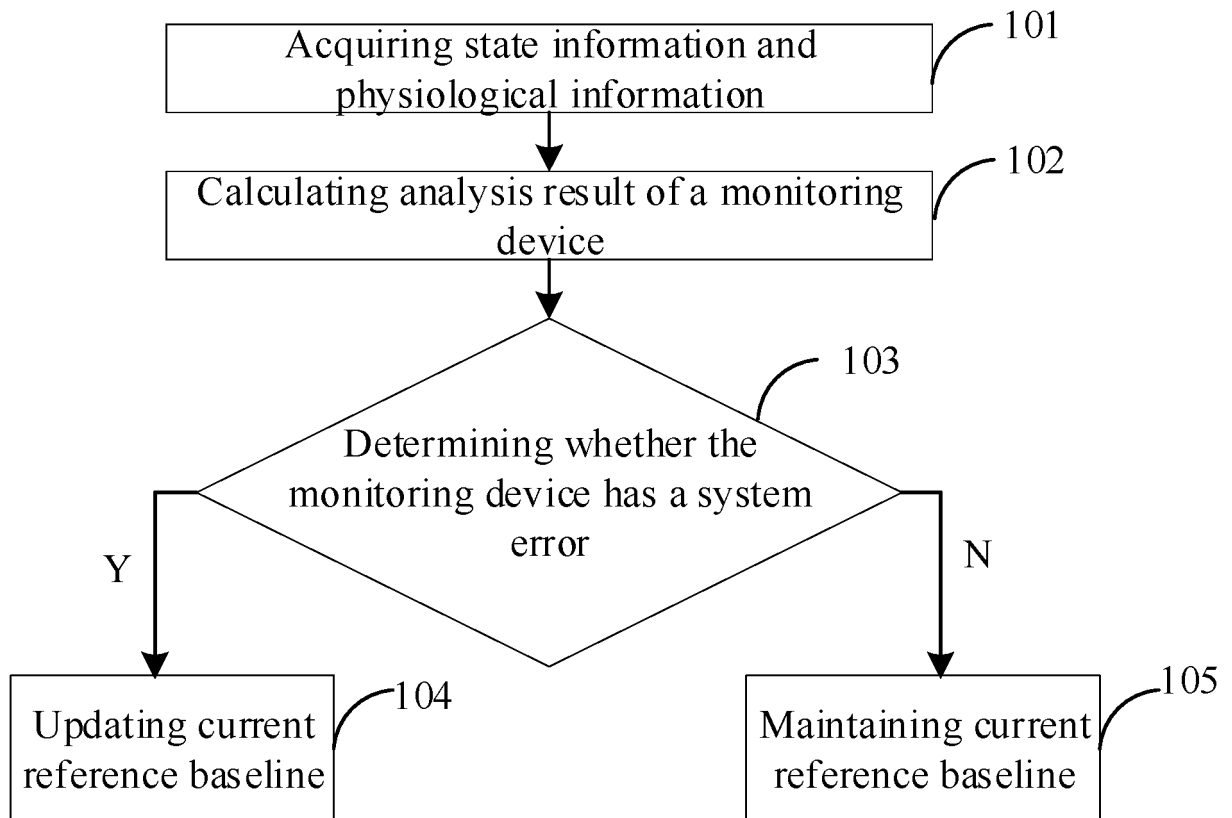 Acquiring state information and
physiological information
101
Calculating analysis result of a monitoring
device
102
103
Determining whether the
monitoring device has a system
error
Y
N
Updating current
reference baseline
104
Maintaining current
reference baseline
105